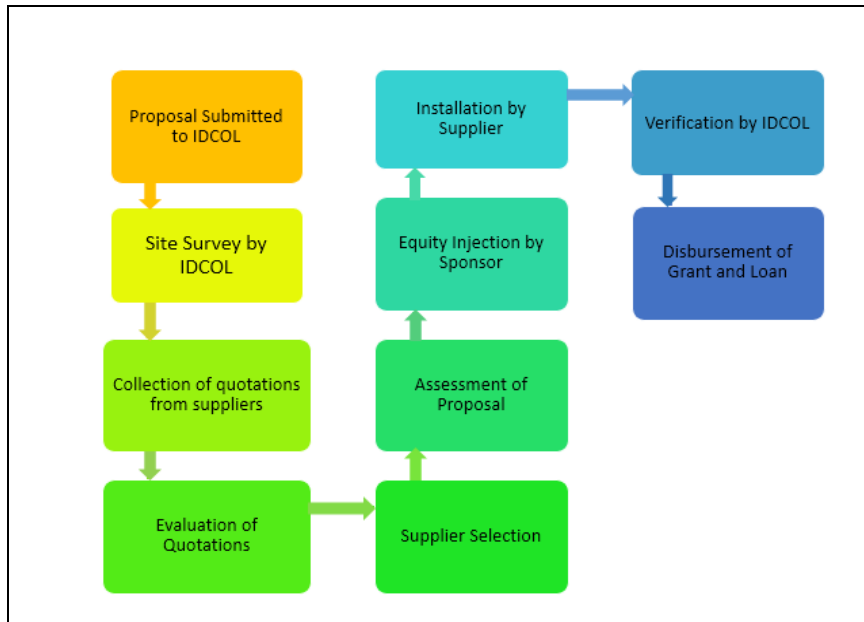 Proposal Submitted
to IDCOL
Site Survey by
IDCOL
Collection of quotations
from suppliers
Evaluation of
Quotations
Supplier Selection
Assessment of
Proposal
Equity Injection by
Sponsor
Installation by
Supplier
Verification by IDCOL
Disbursement of
Grant and Loan